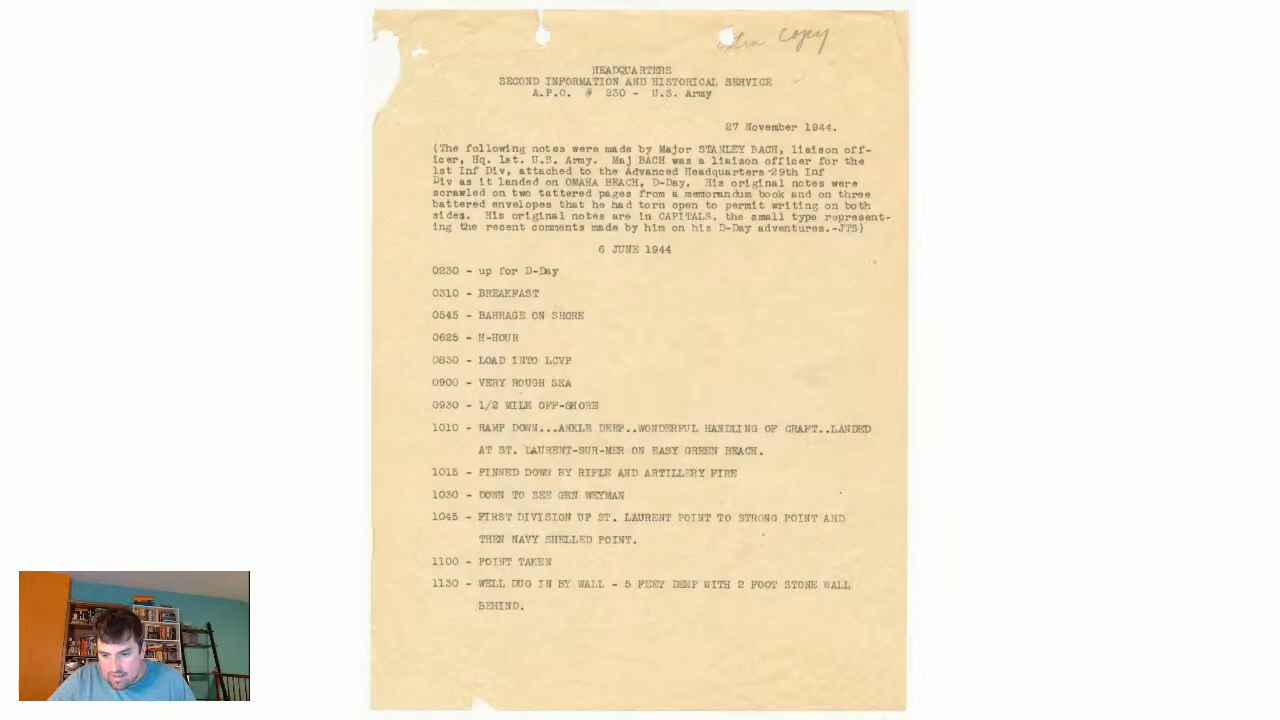 extra copy
HEADQUARTERS
SECOND INFORMATION AND HISTORICAL SERVICE
A.P.O. # 230 - U.S. Army
27 November 1944.
(The following notes were made by Major STANLEY BACH, liaison off-
icer, Hq. 1st. U.S. Army. Maj BACH was a liaison officer for the
1st Inf Div, attached to the Advanced Headquarters 29th Inf
Div as it landed on OMAHA BEACH, D-Day. His original notes were
scrawled on two tattered pages from a memorandum book and on three
battered envelopes that he had torn open to permit writing on both
sides. His original notes are in CAPITALS, the small type represent-
ing the recent comments made by him on his D-Day adventures.-JTS)
6 JUNE 1944
0230 - up for D-Day
0310 - BREAKFAST
0545 - BARRAGE ON SHORE
0625 - H-HOUR
0830 - LOAD INTO LCVP
0900 - VERY ROUGH SEA
0930 - 1/2 MILE OFF-SHORE
1010 - RAMP DOWN...ANKLE DEEP..WONDERFUL HANDLING OF CRAFT..LANDED
AT ST. LAURENT-SUR-MER ON EASY GREEN BEACH.
1015 - PINNED DOWN BY RIFLE AND ARTILLERY FIRE
1030 - DOWN TO SEE GEN WEYMAN
1045 - FIRST DIVISION UP ST. LAURENT POINT TO STRONG POINT AND
THEN NAVY SHELLED POINT.
1100 - POINT TAKEN
1130 - WELL DUG IN BY WALL - 5 FEET DEEP WITH 2 FOOT STONE WALL
BEHIND.